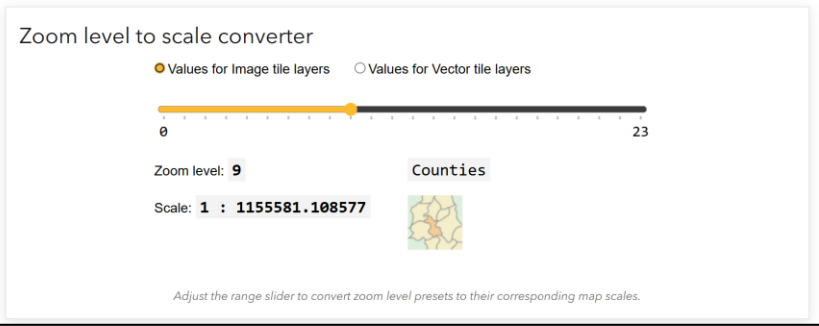 Zoom level to scale converter
Values for Image tile layers Values for Vector tile layers
0 23
Zoom level: 9 Counties
Scale: 1 : 1155581.108577
Adjust the range slider to convert zoom level presets to their corresponding map scales.